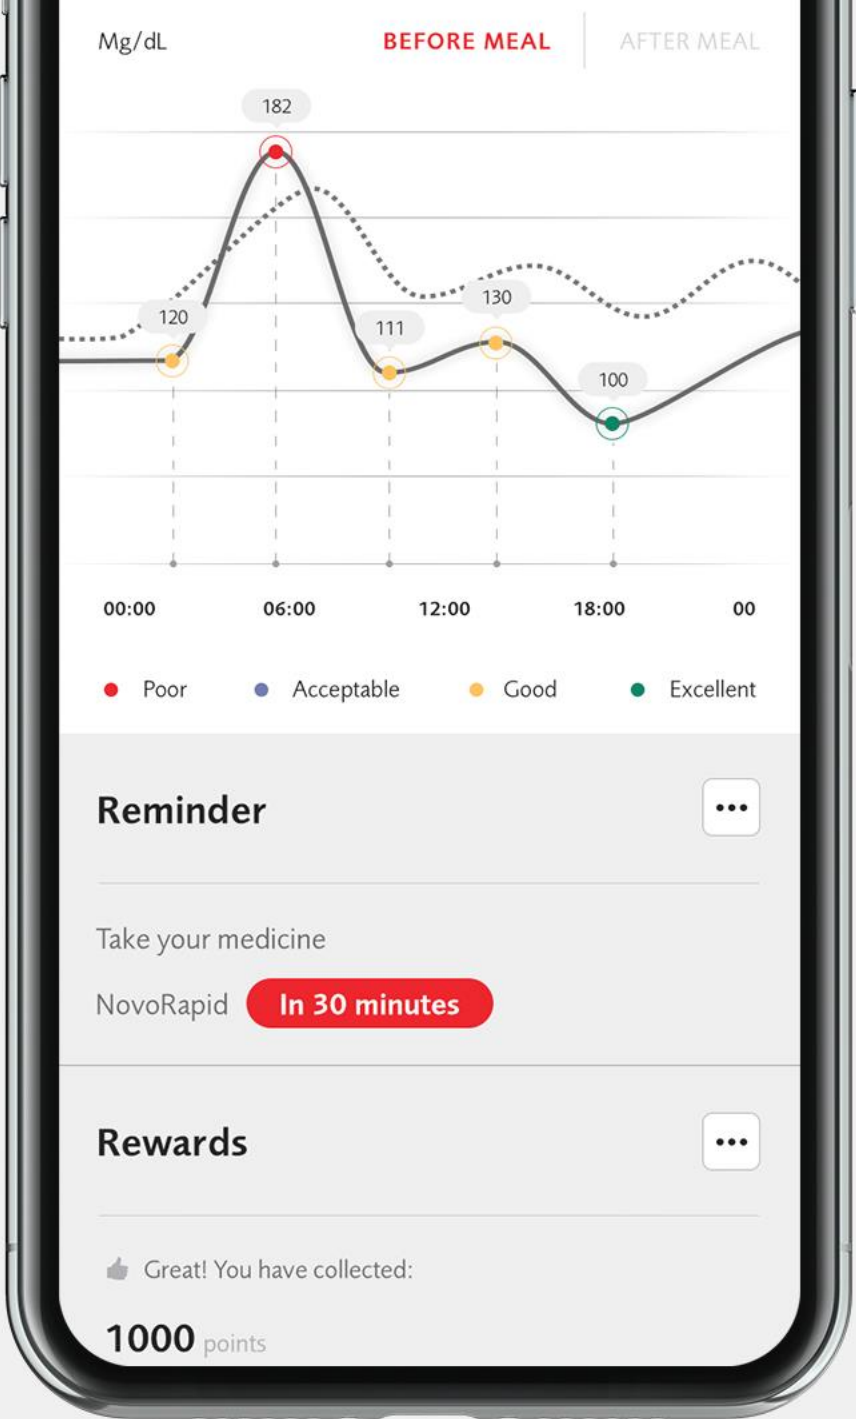 Mg/dL BEFORE MEAL AFTER MEAL
182
120
130
111
100
00:00 06:00 12:00 18:00 00
Poor Acceptable Good Excellent
Reminder
Take your medicine
NovoRapid In 30 minutes
Rewards
Great! You have collected:
1000 points